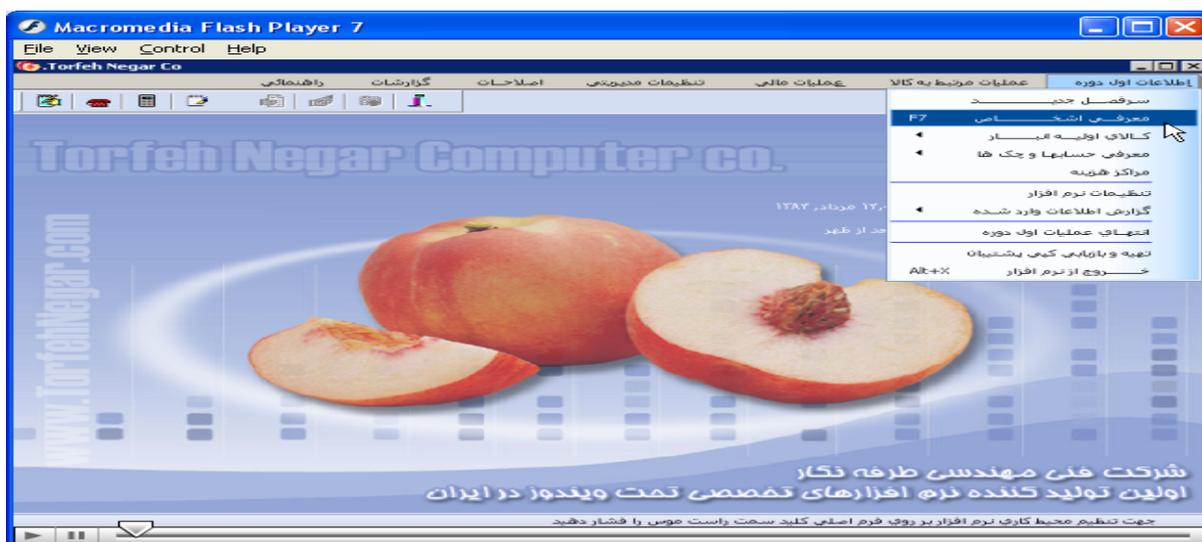 Macromedia Flash Player 7
File View Control Help
.Torfeh Negar Co
اطلاعات اول دوره عملیات مرتبط به کالا عملیات مالی تنظیمات مدیریتی اصلاحات گزارشات راهنمائی
سرفصل جدید
معرفی اشخاص F7
کالای اولیه انبار
معرفی حسابها و چک ها
مراکز هزینه
تنظیمات نرم افزار
گزارش اطلاعات وارد شده
انتهای عملیات اول دوره
تهیه و بازیابی کپی پشتیبان
خروج از نرم افزار Alt+X
Torfeh Negar Computer co.
۱۲ مرداد, ۱۳۸۲
از ظهر
www.TorfehNegar.com
شرکت فنی مهندسی طرفه نگار
اولین تولید کننده نرم افزارهای تخصصی تحت ویندوز در ایران
جهت تنظیم محیط کاری نرم افزار بر روی فرم اصلی کلید سمت راست موس را فشار دهید